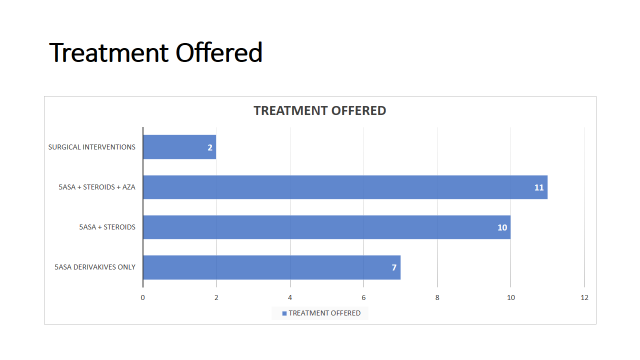 Treatment Offered
TREATMENT OFFERED
SURGICAL INTERVENTIONS
2
5ASA + STEROIDS + AZA
11
5ASA + STEROIDS
10
5ASA DERIVAKIVES ONLY
7
0 2 4 6 8 10 12
TREATMENT OFFERED